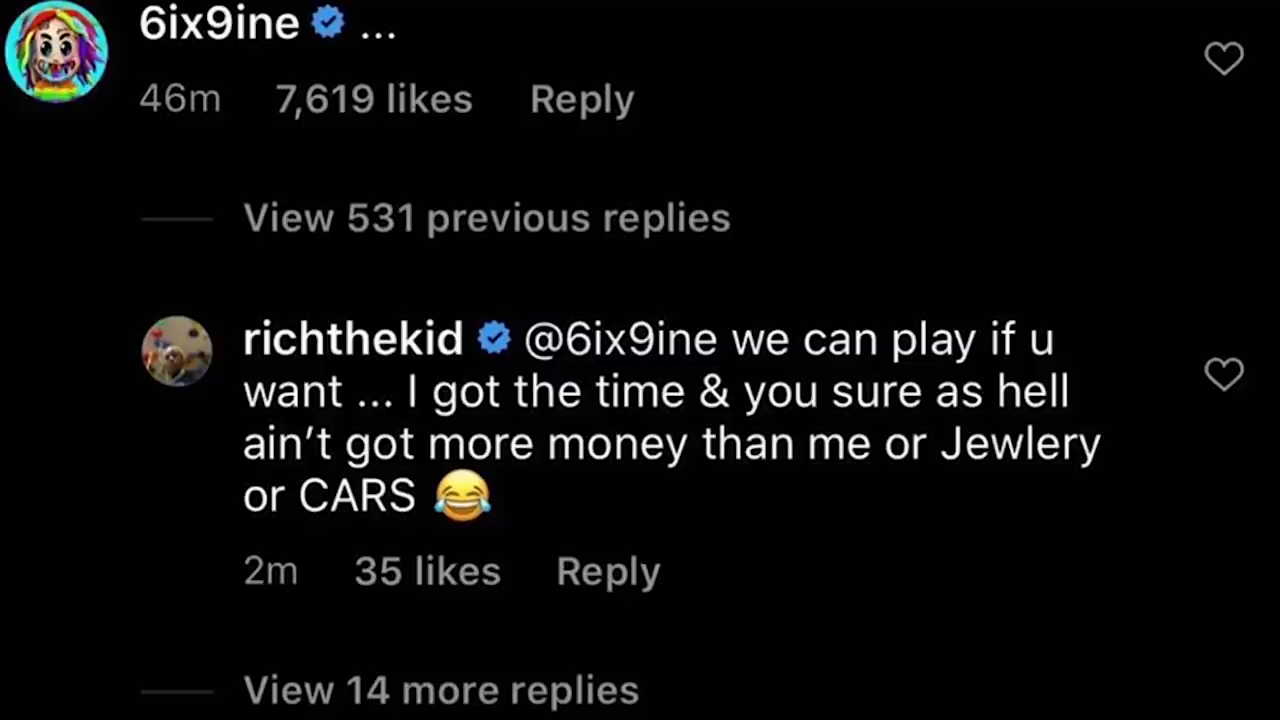 6ix9ine ...
46m 7,619 likes Reply
View 531 previous replies
richthekid @6ix9ine we can play if u
want ... I got the time & you sure as hell
ain’t got more money than me or Jewlery
or CARS 😂
2m 35 likes Reply
View 14 more replies